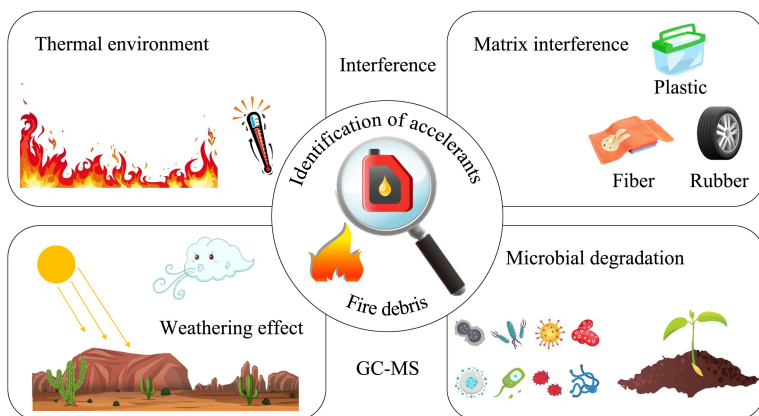 Thermal environment
Interference
Matrix interference
Plastic
Fiber
Rubber
Identification of accelerants
Fire debris
Weathering effect
GC-MS
Microbial degradation